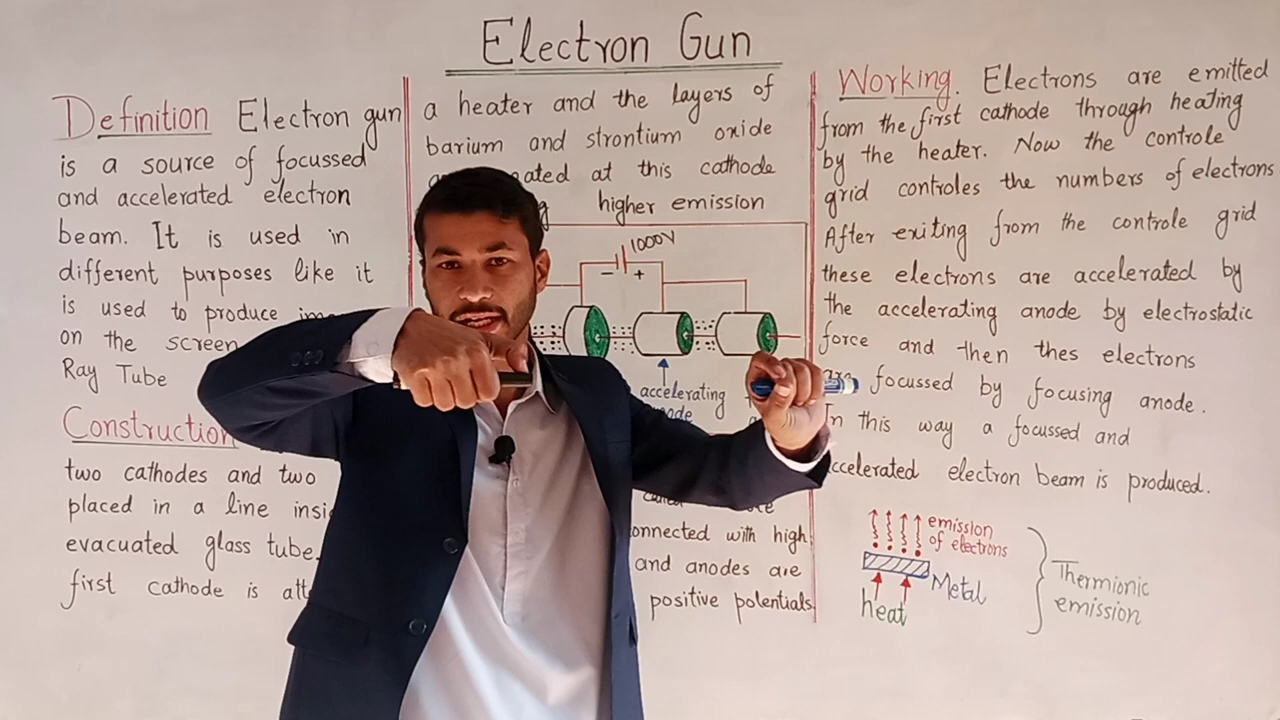 Electron Gun
Definition Electron gun
is a source of focussed
and accelerated electron
beam. It is used in
different purposes like it
is used to produce
on the screen
Ray Tube
Construction
two cathodes and two
placed in a line
evacuated glass tube.
first cathode is
a heater and the layers of
barium and strontium oxide
at this cathode
higher emission
1000V
- +
accelerating
connected with high
and anodes are
positive potentials
Working. Electrons are emitted
from the first cathode through heating
by the heater. Now the controle
grid controles the numbers of electrons
After exiting from the controle grid
these electrons are accelerated by
the accelerating anode by electrostatic
force and then thes electrons
are focussed by focusing anode.
In this way a focussed and
accelerated electron beam is produced.
emission
of electrons
Metal
heat
Thermionic
emission